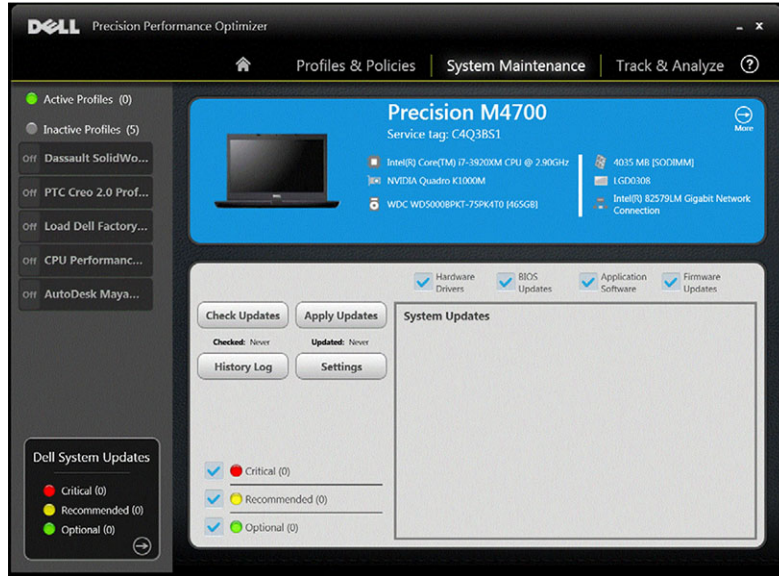 DELL Precision Performance Optimizer
Profiles & Policies System Maintenance Track & Analyze ?
Active Profiles (0)
Inactive Profiles (5)
Off Dassault SolidWo...
Off PTC Creo 2.0 Prof...
Off Load Dell Factory...
Off CPU Performanc...
Off AutoDesk Maya...
Precision M4700
Service tag: C4Q3BS1
More
Intel(R) Core(TM) i7-3920XM CPU @ 2.90GHz
NVIDIA Quadro K1000M
WDC WD5000BPKT-75PK4T0 [465GB]
4035 MB [SODIMM]
LGD0308
Intel(R) 82579LM Gigabit Network
Connection
Hardware
Drivers
BIOS
Updates
Application
Software
Firmware
Updates
Check Updates Apply Updates
Checked: Never Updated: Never
History Log Settings
System Updates
Critical (0)
Recommended (0)
Optional (0)
Dell System Updates
Critical (0)
Recommended (0)
Optional (0)